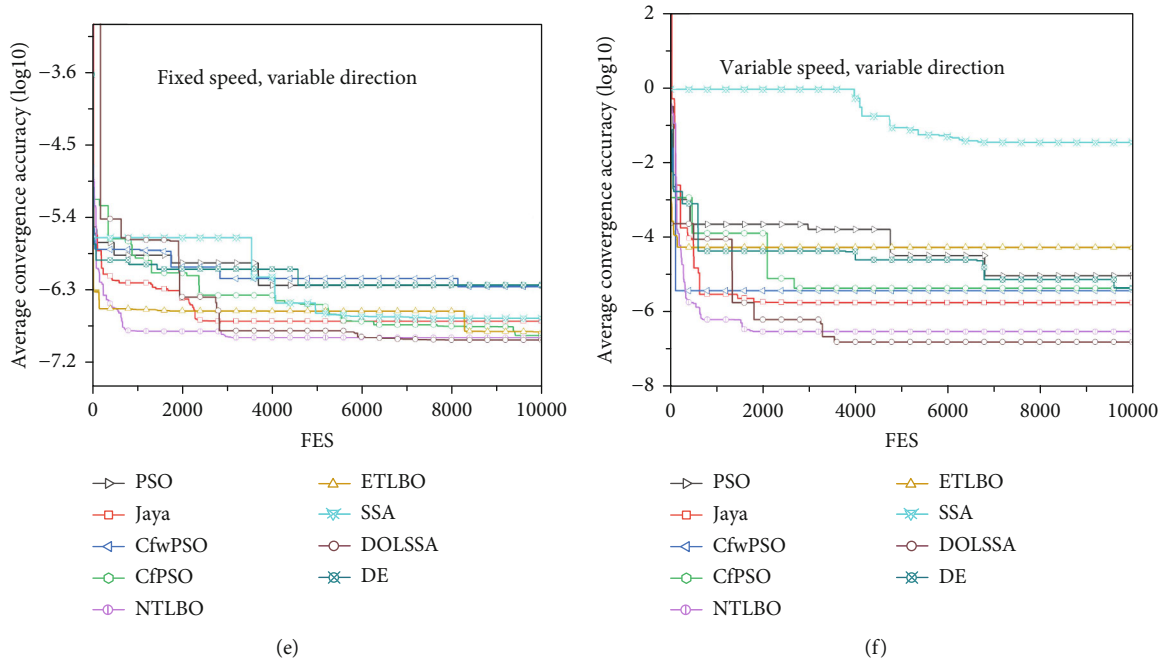 Average convergence accuracy (log10)
−3.6
−4.5
−5.4
−6.3
−7.2
Fixed speed, variable direction
0 2000 4000 6000 8000 10000
FES
PSO
Jaya
CfwPSO
CfPSO
NTLBO
ETLBO
SSA
DOLSSA
DE
(e)
Average convergence accuracy (log10)
2
0
−2
−4
−6
−8
Variable speed, variable direction
0 2000 4000 6000 8000 10000
FES
PSO
Jaya
CfwPSO
CfPSO
NTLBO
ETLBO
SSA
DOLSSA
DE
(f)